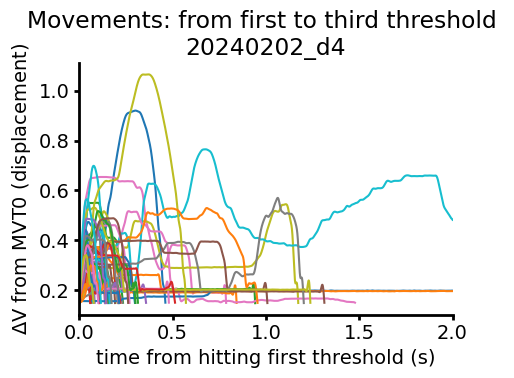 Movements: from first to third threshold
20240202_d4
ΔV from MVT0 (displacement)
1.0
0.8
0.6
0.4
0.2
0.0
0.5
1.0
1.5
2.0
time from hitting first threshold (s)